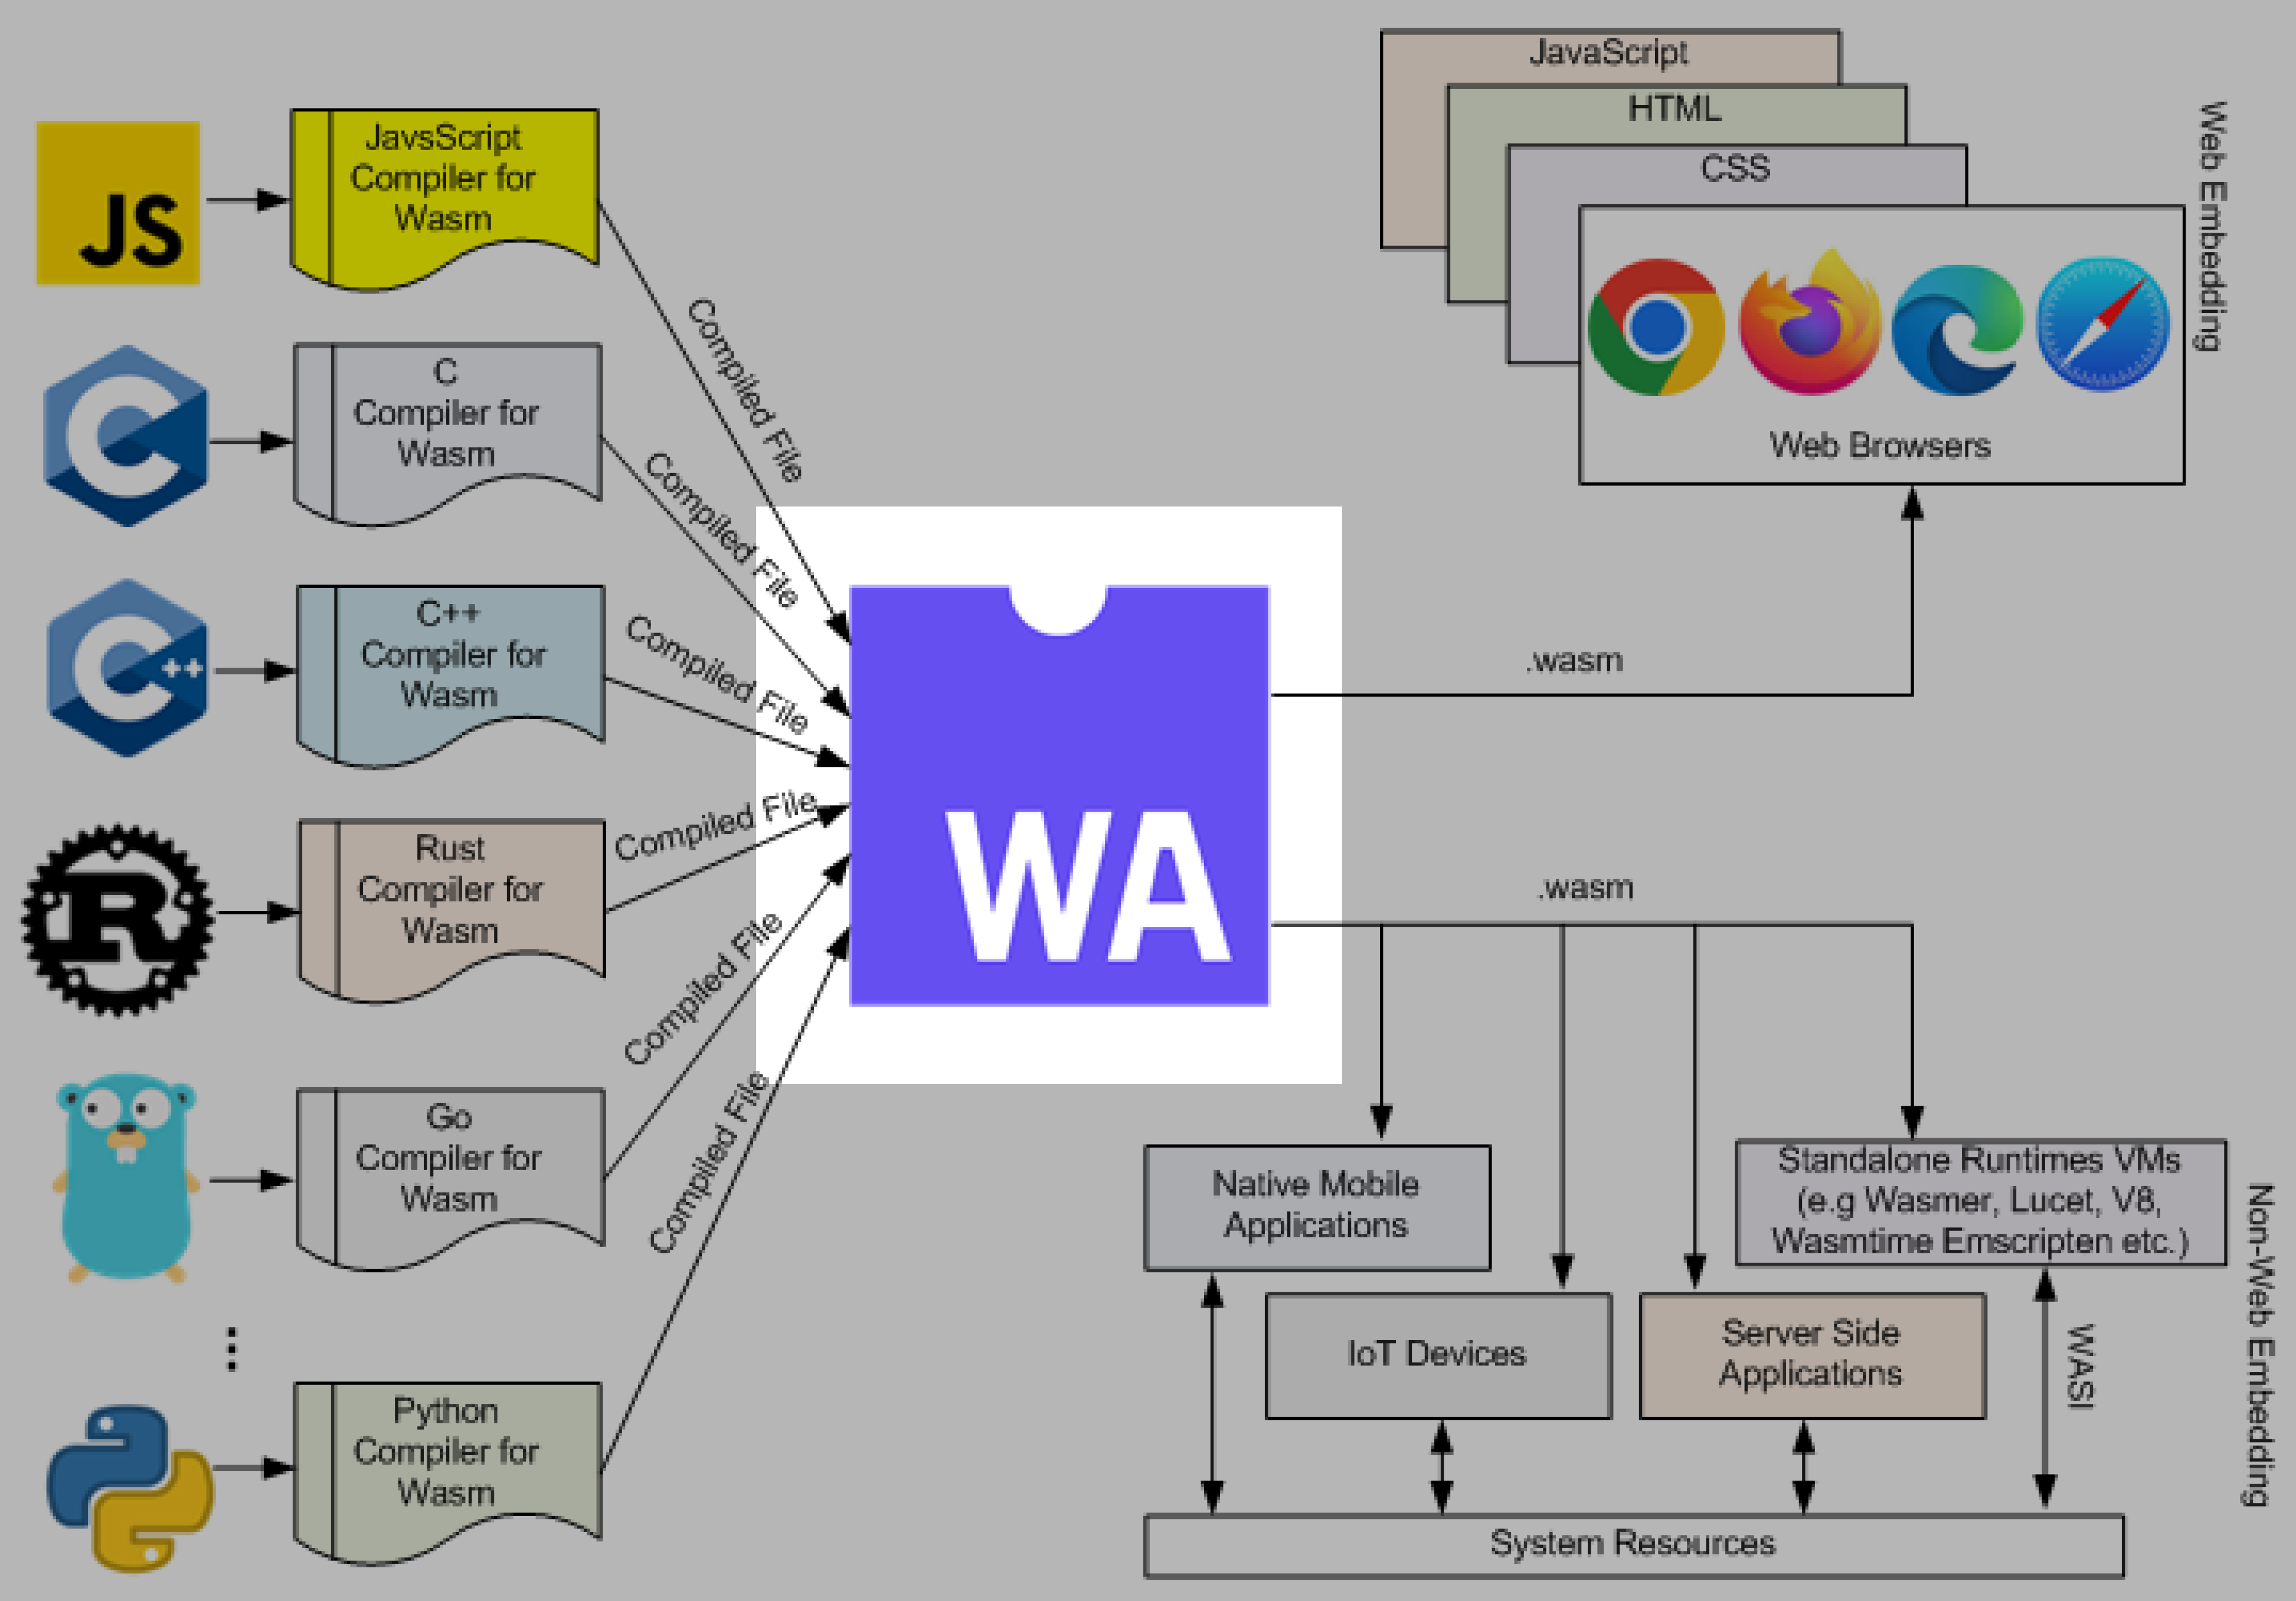 JS
JavsScript
Compiler for
Wasm
Compiled File
C
C
Compiler for
Wasm
Compiled File
C++
C++
Compiler for
Wasm
Compiled File
R
Rust
Compiler for
Wasm
Compiled File
Go
Compiler for
Wasm
Compiled File
Python
Compiler for
Wasm
Compiled File
WA
JavaScript
HTML
CSS
Web Browsers
Web Embedding
.wasm
.wasm
Native Mobile
Applications
IoT Devices
Server Side
Applications
Standalone Runtimes VMs
(e.g Wasmer, Lucet, V8,
Wasmtime Emscripten etc.)
WASI
Non-Web Embedding
System Resources